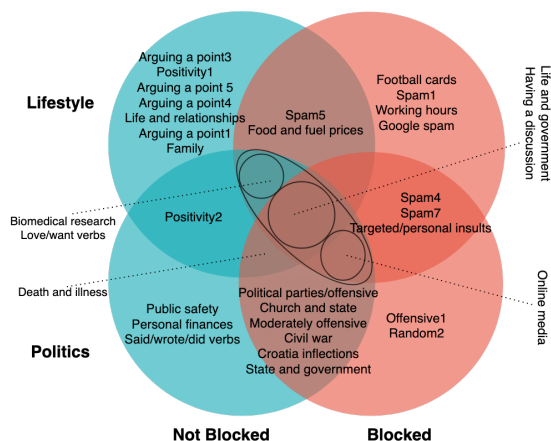 Arguing a point3
Positivity1
Arguing a point 5
Arguing a point4
Life and relationships
Arguing a point1
Family
Lifestyle
Spam5
Food and fuel prices
Football cards
Spam1
Working hours
Google spam
Life and government
Having a discussion
Biomedical research
Love/want verbs
Positivity2
Spam4
Spam7
Targeted/personal insults
Death and illness
Online media
Public safety
Personal finances
Said/wrote/did verbs
Political parties/offensive
Church and state
Moderately offensive
Civil war
Croatia inflections
State and government
Offensive1
Random2
Politics
Not Blocked
Blocked